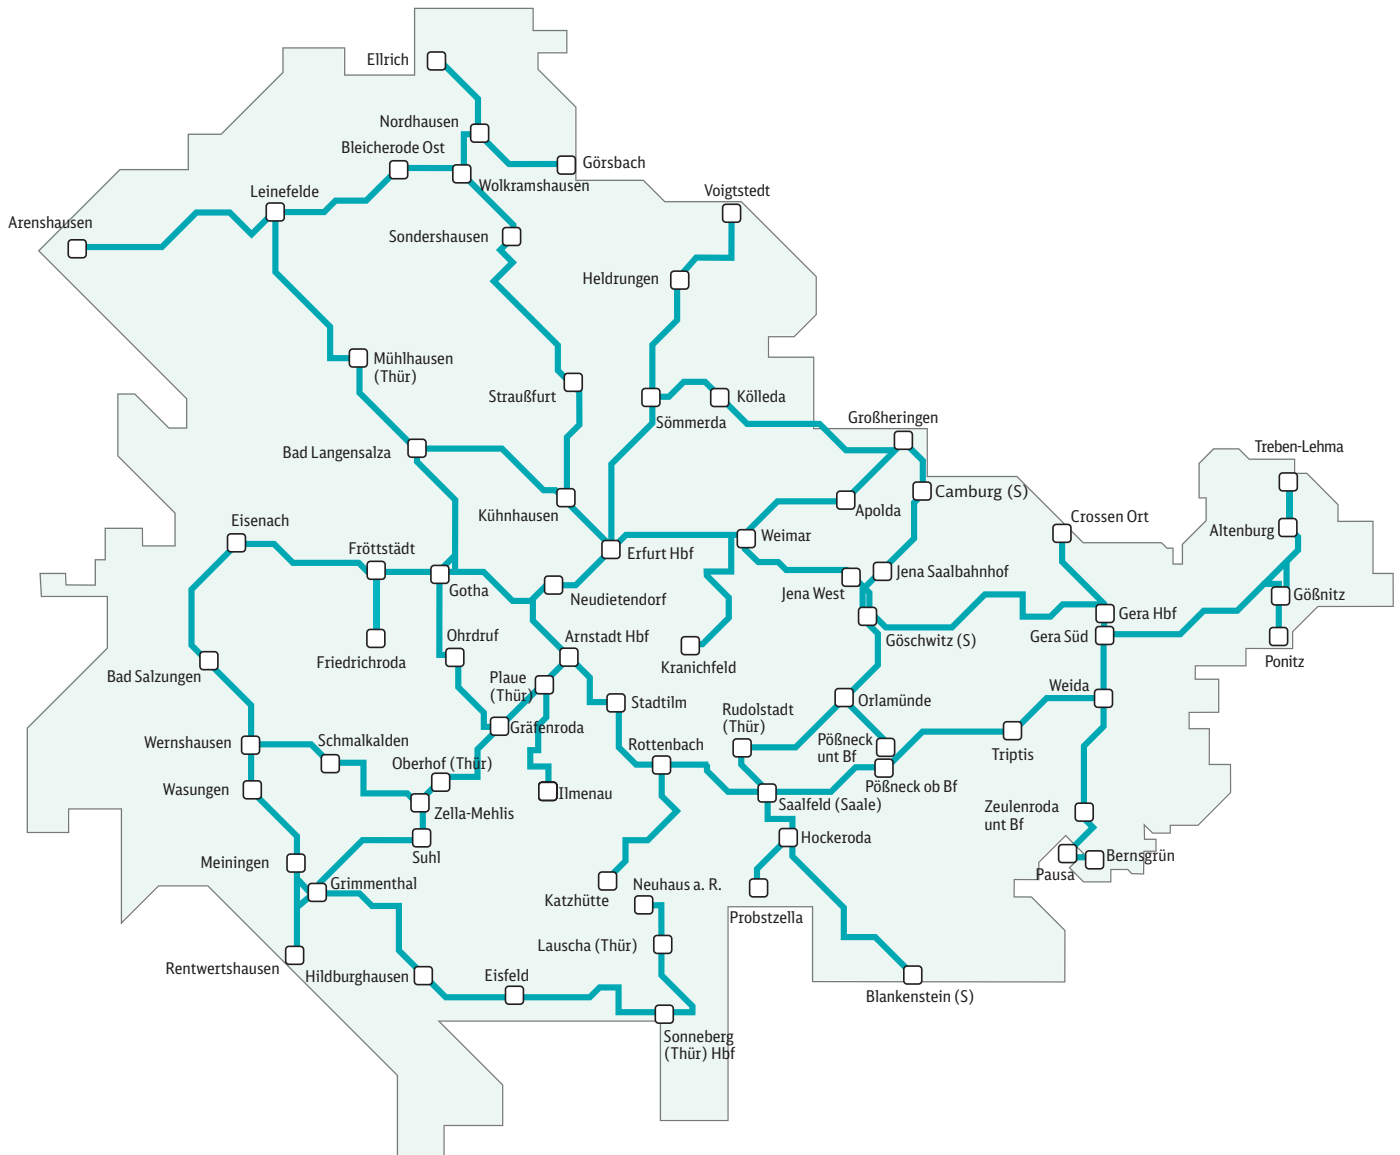 Ellrich
Nordhausen
Bleicherode Ost
Görsbach
Wolkramshausen
Leinefelde
Voigtstedt
Arenshausen
Sondershausen
Heldrungen
Mühlhausen
(Thür)
Straußfurt
Kölleda
Sömmerda
Großheringen
Bad Langensalza
Treben-Lehma
Camburg (S)
Apolda
Kühnhausen
Crossen Ort
Eisenach
Altenburg
Weimar
Fröttstädt
Erfurt Hbf
Jena Saalbahnhof
Gotha
Neudietendorf
Jena West
Gößnitz
Gera Hbf
Ohrdruf
Arnstadt Hbf
Göschwitz (S)
Gera Süd
Friedrichroda
Kranichfeld
Ponitz
Bad Salzungen
Plaue
(Thür)
Weida
Stadtilm
Orlamünde
Rudolstadt
(Thür)
Gräfenroda
Wernshausen
Schmalkalden
Rottenbach
Pößneck
unt Bf
Triptis
Oberhof (Thür)
Pößneck ob Bf
Wasungen
Ilmenau
Zella-Mehlis
Saalfeld (Saale)
Zeulenroda
unt Bf
Hockeroda
Suhl
Meiningen
Bernsgrün
Pausa
Grimmenthal
Neuhaus a. R.
Katzhütte
Probstzella
Lauscha (Thür)
Rentwertshausen
Hildburghausen
Eisfeld
Blankenstein (S)
Sonneberg
(Thür) Hbf